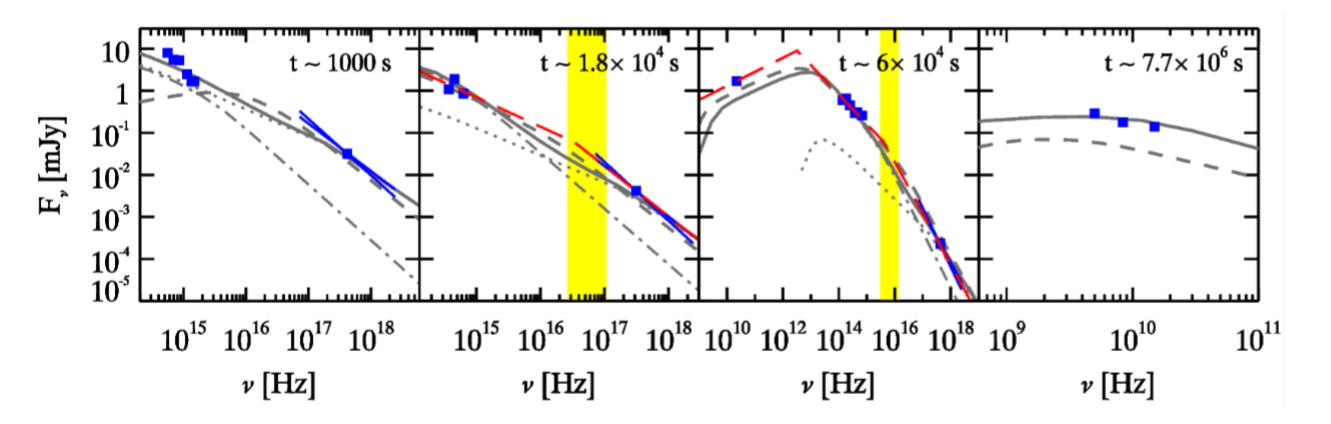 t ~ 1000 s
t ~ 1.8× 10⁴ s
t ~ 6× 10⁴ s
t ~ 7.7× 10⁶ s
F_ν [mJy]
10
1
10⁻¹
10⁻²
10⁻³
10⁻⁴
10⁻⁵
10¹⁵ 10¹⁶ 10¹⁷ 10¹⁸
10¹⁵ 10¹⁶ 10¹⁷ 10¹⁸
10¹⁰ 10¹² 10¹⁴ 10¹⁶ 10¹⁸
10⁹ 10¹⁰ 10¹¹
ν [Hz]
ν [Hz]
ν [Hz]
ν [Hz]